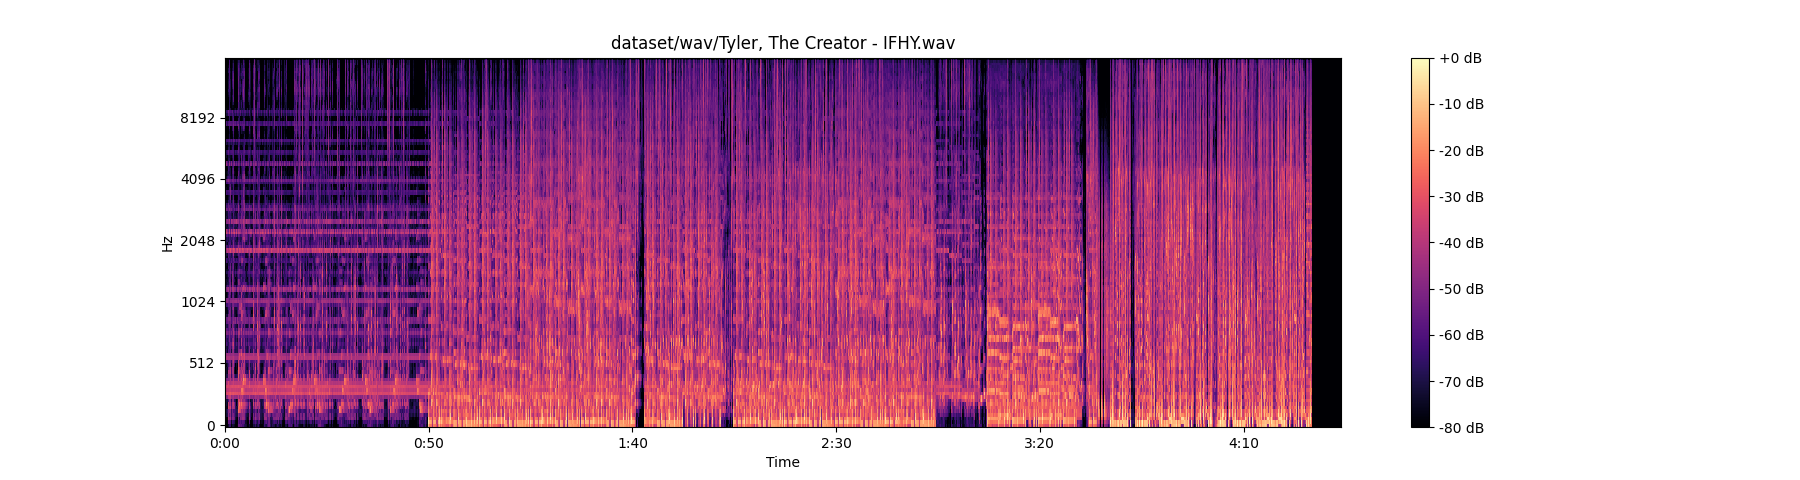 dataset/wav/Tyler, The Creator - IFHY.wav
Hz
8192
4096
2048
1024
512
0
0:00 0:50 1:40 2:30 3:20 4:10
Time
+0 dB
-10 dB
-20 dB
-30 dB
-40 dB
-50 dB
-60 dB
-70 dB
-80 dB